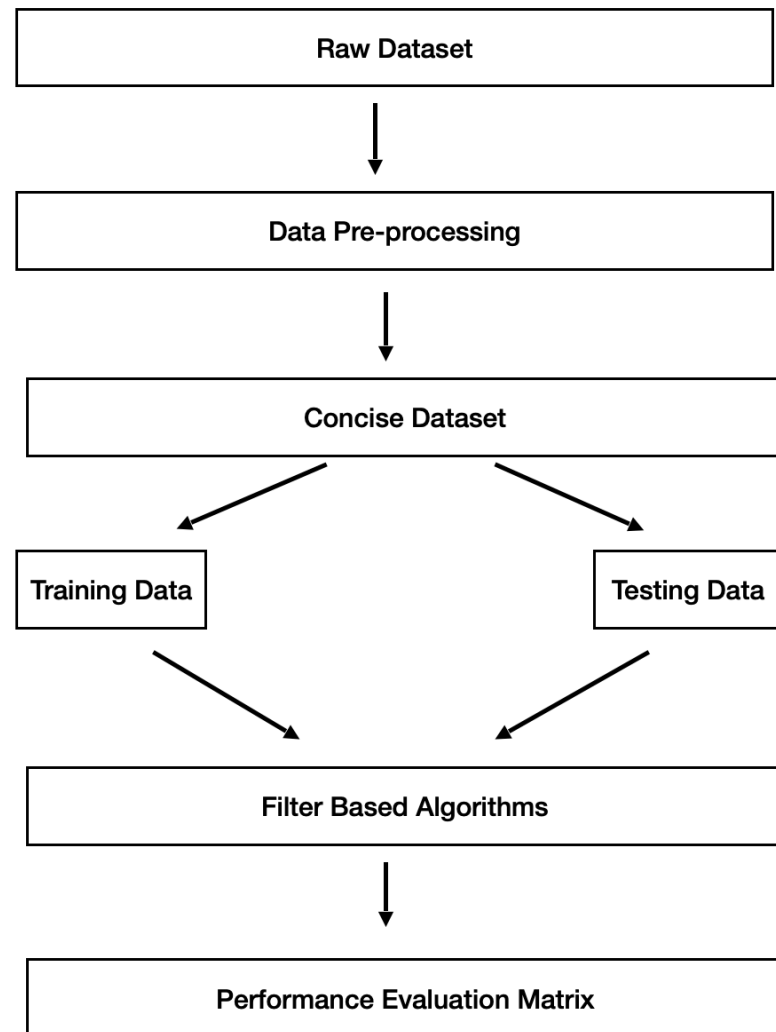 Raw Dataset
Data Pre-processing
Concise Dataset
Training Data
Testing Data
Filter Based Algorithms
Performance Evaluation Matrix